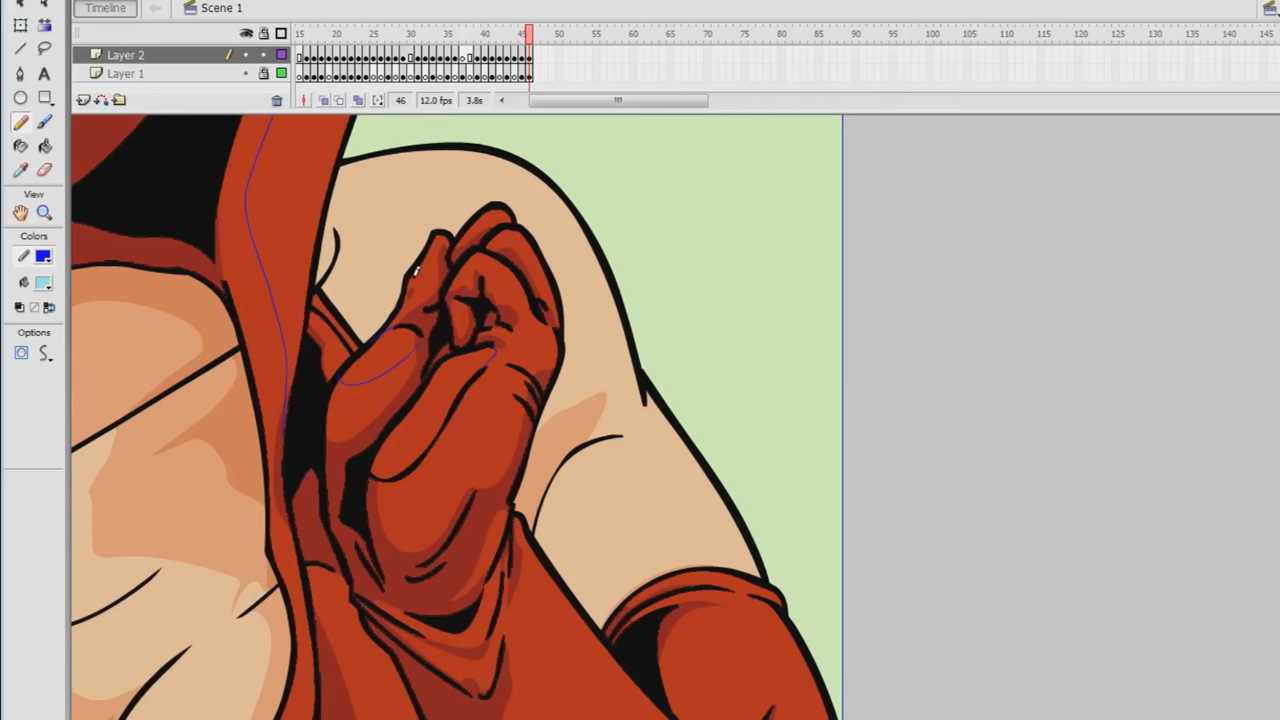 Timeline
Scene 1
15 20 25 30 35 40 45 50 55 60 65 70 75 80 85 90 95 100 105 110 115 120 125 130 135 140 145
Layer 2
Layer 1
46 12.0 fps 3.8s
View
Colors
Options